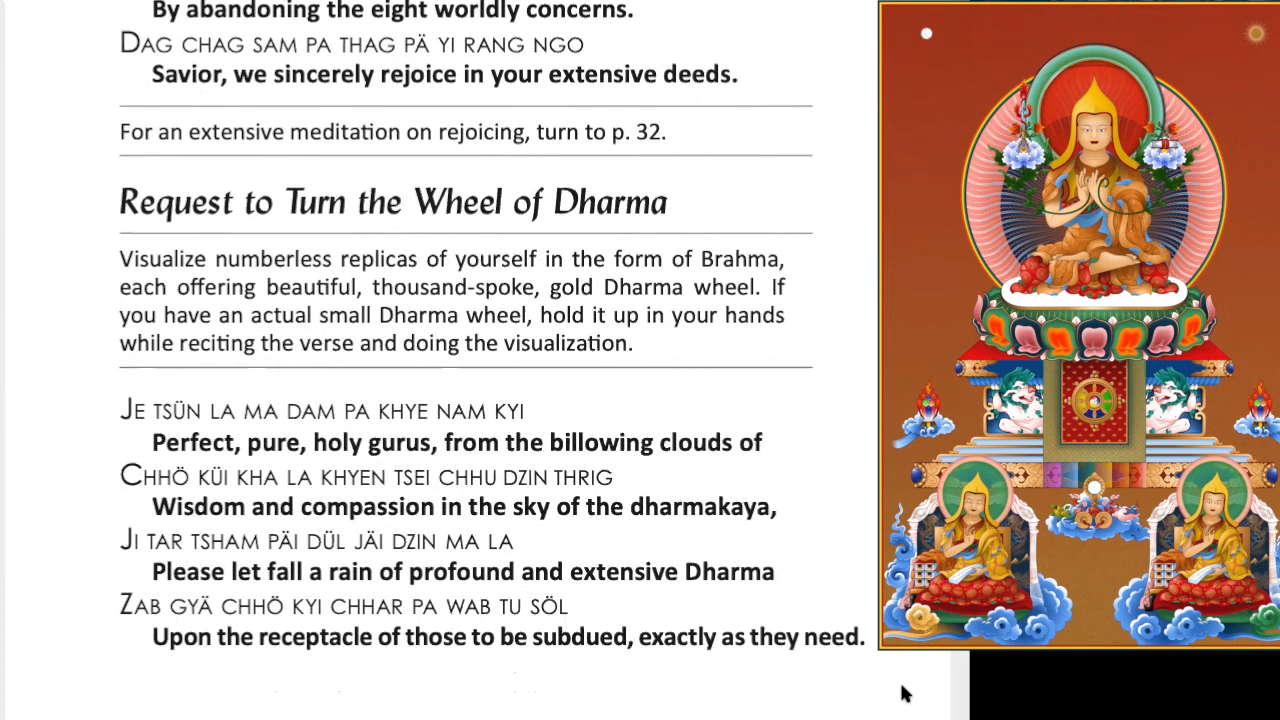 By abandoning the eight worldly concerns.
DAG CHAG SAM PA THAG PÄ YI RANG NGO
Savior, we sincerely rejoice in your extensive deeds.
For an extensive meditation on rejoicing, turn to p. 32.
Request to Turn the Wheel of Dharma
Visualize numberless replicas of yourself in the form of Brahma,
each offering beautiful, thousand-spoke, gold Dharma wheel. If
you have an actual small Dharma wheel, hold it up in your hands
while reciting the verse and doing the visualization.
JE TSÜN LA MA DAM PA KHYE NAM KYI
Perfect, pure, holy gurus, from the billowing clouds of
CHHÖ KÜI KHA LA KHYEN TSEI CHHU DZIN THRIG
Wisdom and compassion in the sky of the dharmakaya,
JI TAR TSHAM PÄI DÜL JÄI DZIN MA LA
Please let fall a rain of profound and extensive Dharma
ZAB GYÄ CHHÖ KYI CHHAR PA WAB TU SÖL
Upon the receptacle of those to be subdued, exactly as they need.